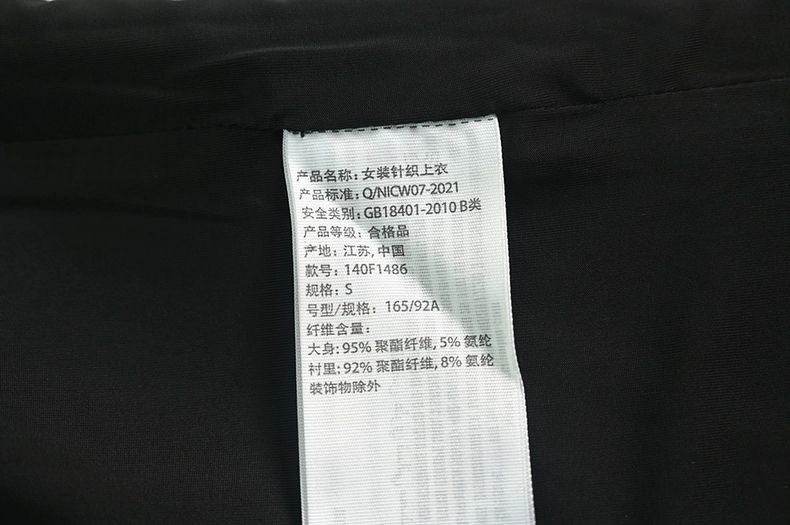 产品名称: 女装针织上衣
产品标准: Q/NICW07-2021
安全类别: GB18401-2010 B类
产品等级: 合格品
产地: 江苏, 中国
款号: 140F1486
规格: S
号型/规格: 165/92A
纤维含量:
大身: 95% 聚酯纤维, 5% 氨纶
衬里: 92% 聚酯纤维, 8% 氨纶
装饰物除外